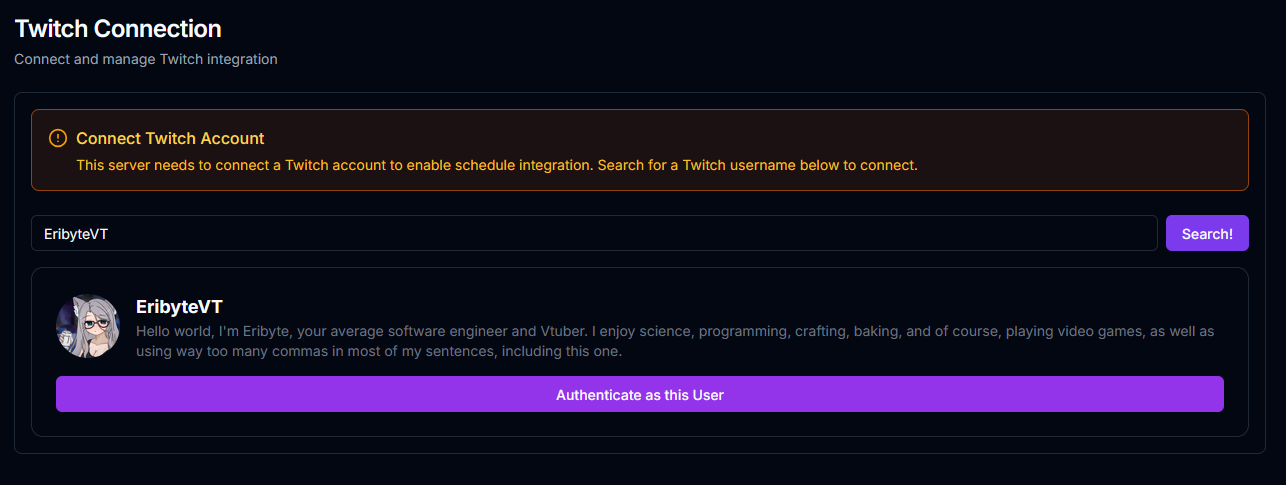 Twitch Connection
Connect and manage Twitch integration
Connect Twitch Account
This server needs to connect a Twitch account to enable schedule integration. Search for a Twitch username below to connect.
EribyteVT
Search!
EribyteVT
Hello world, I'm Eribyte, your average software engineer and Vtuber. I enjoy science, programming, crafting, baking, and of course, playing video games, as well as
using way too many commas in most of my sentences, including this one.
Authenticate as this User